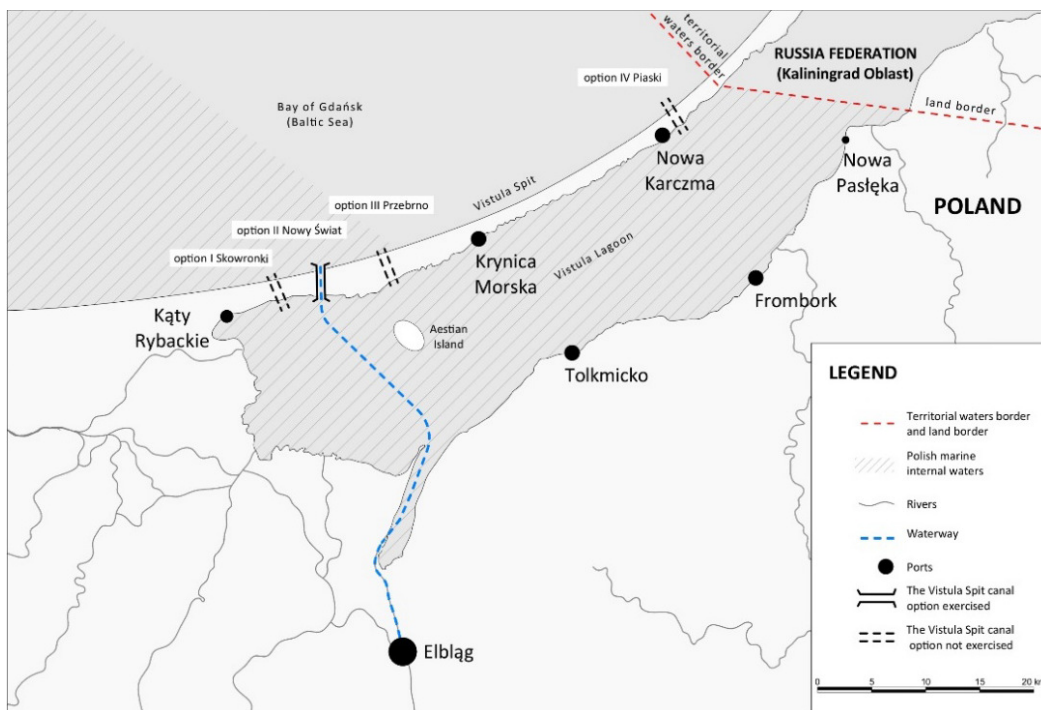 territorial
waters border
RUSSIA FEDERATION
(Kaliningrad Oblast)
option IV Piaski
land border
Bay of Gdańsk
(Baltic Sea)
Nowa
Karczma
Nowa
Pasłęka
POLAND
Vistula Spit
option III Przebrno
option II Nowy Świat
option I Skowronki
Vistula Lagoon
Krynica
Morska
Frombork
Kąty
Rybackie
Aestian
Island
Tolkmicko
Elbląg
LEGEND
Territorial waters border
and land border
Polish marine
internal waters
Rivers
Waterway
Ports
The Vistula Spit canal
option exercised
The Vistula Spit canal
option not exercised
0 5 10 15 20 km